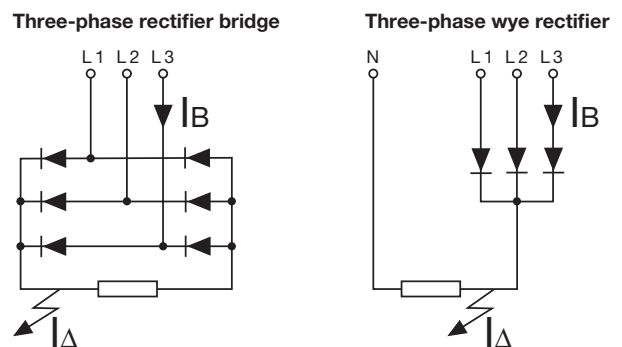 Three-phase rectifier bridge
L1 L2 L3
IB
IΔ
Three-phase wye rectifier
N L1 L2 L3
IB
IΔ